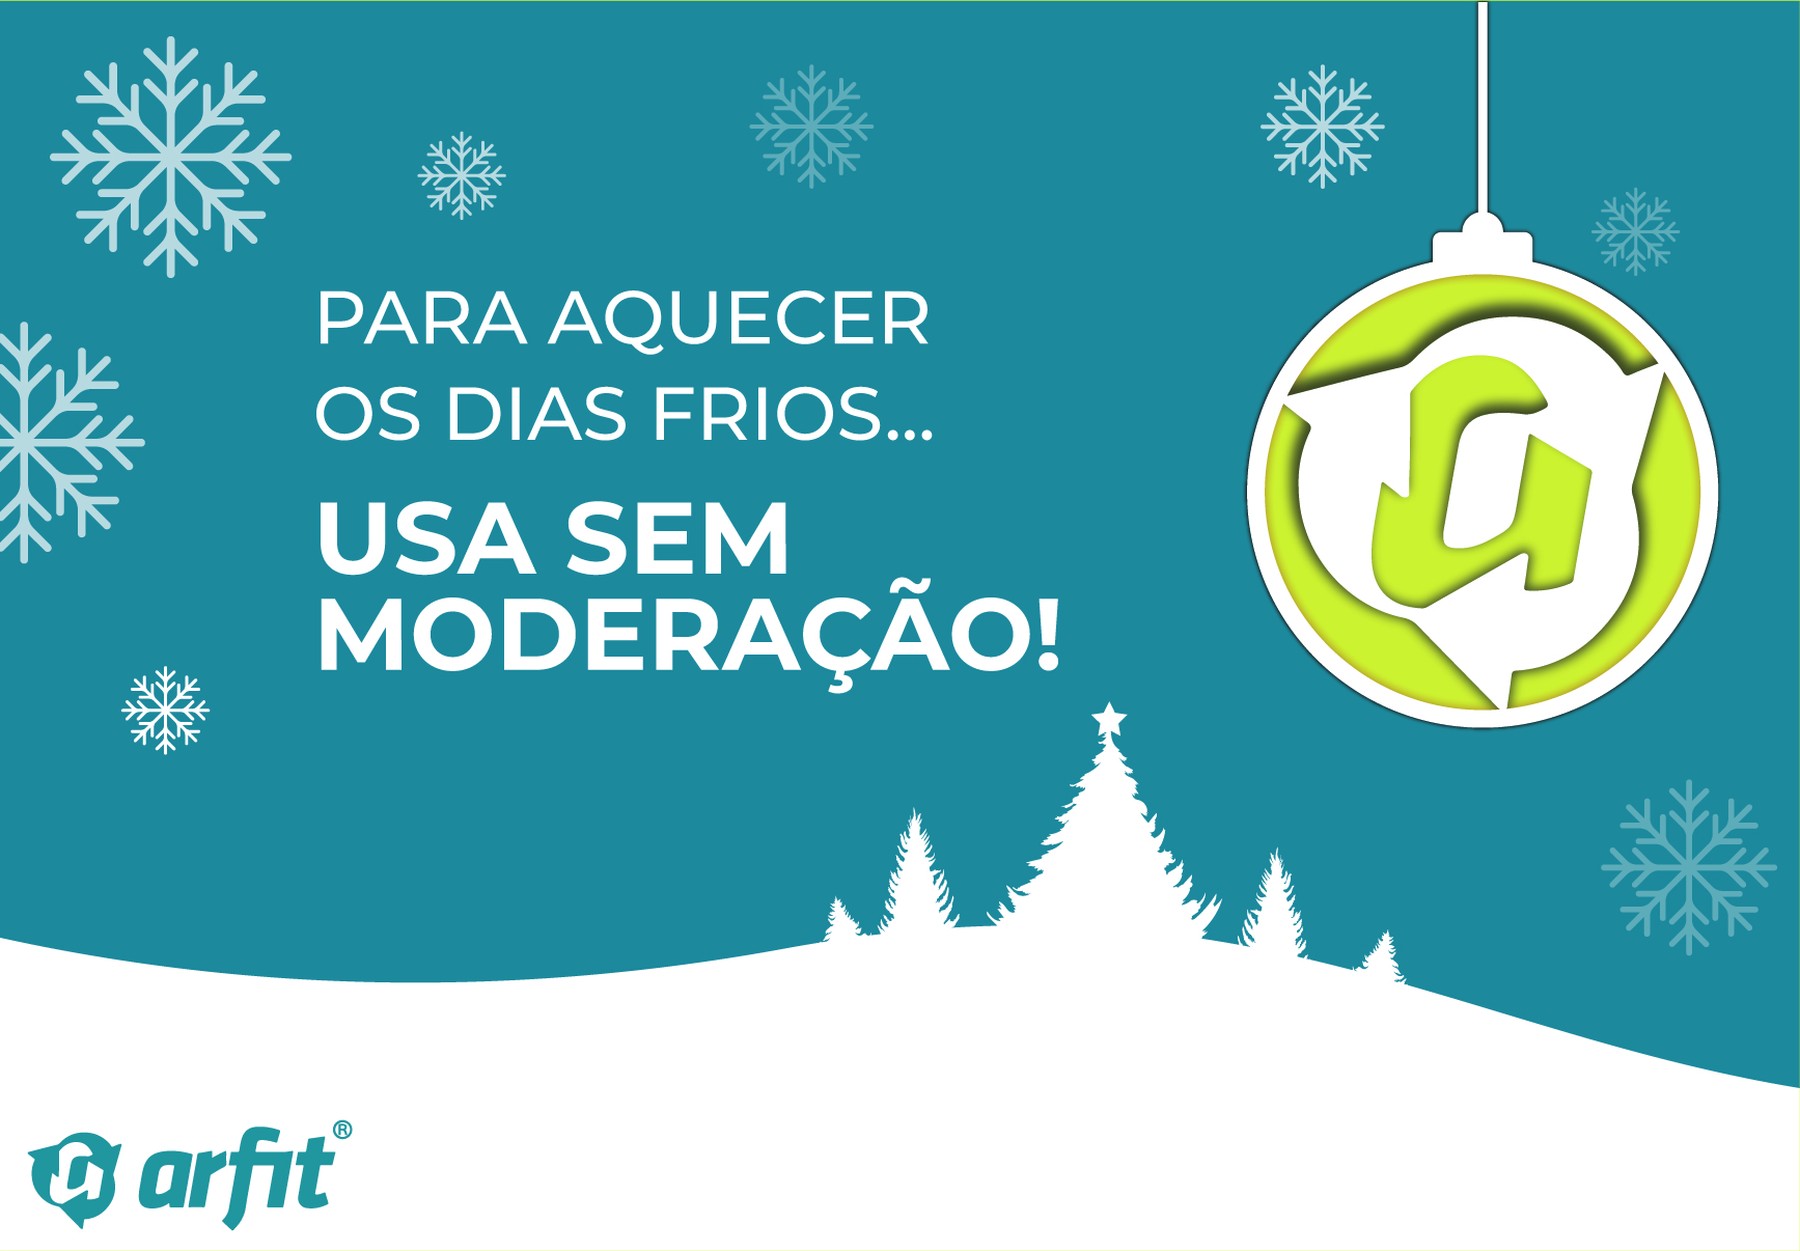 PARA AQUECER
OS DIAS FRIOS...
USA SEM
MODERAÇÃO!
arfit®